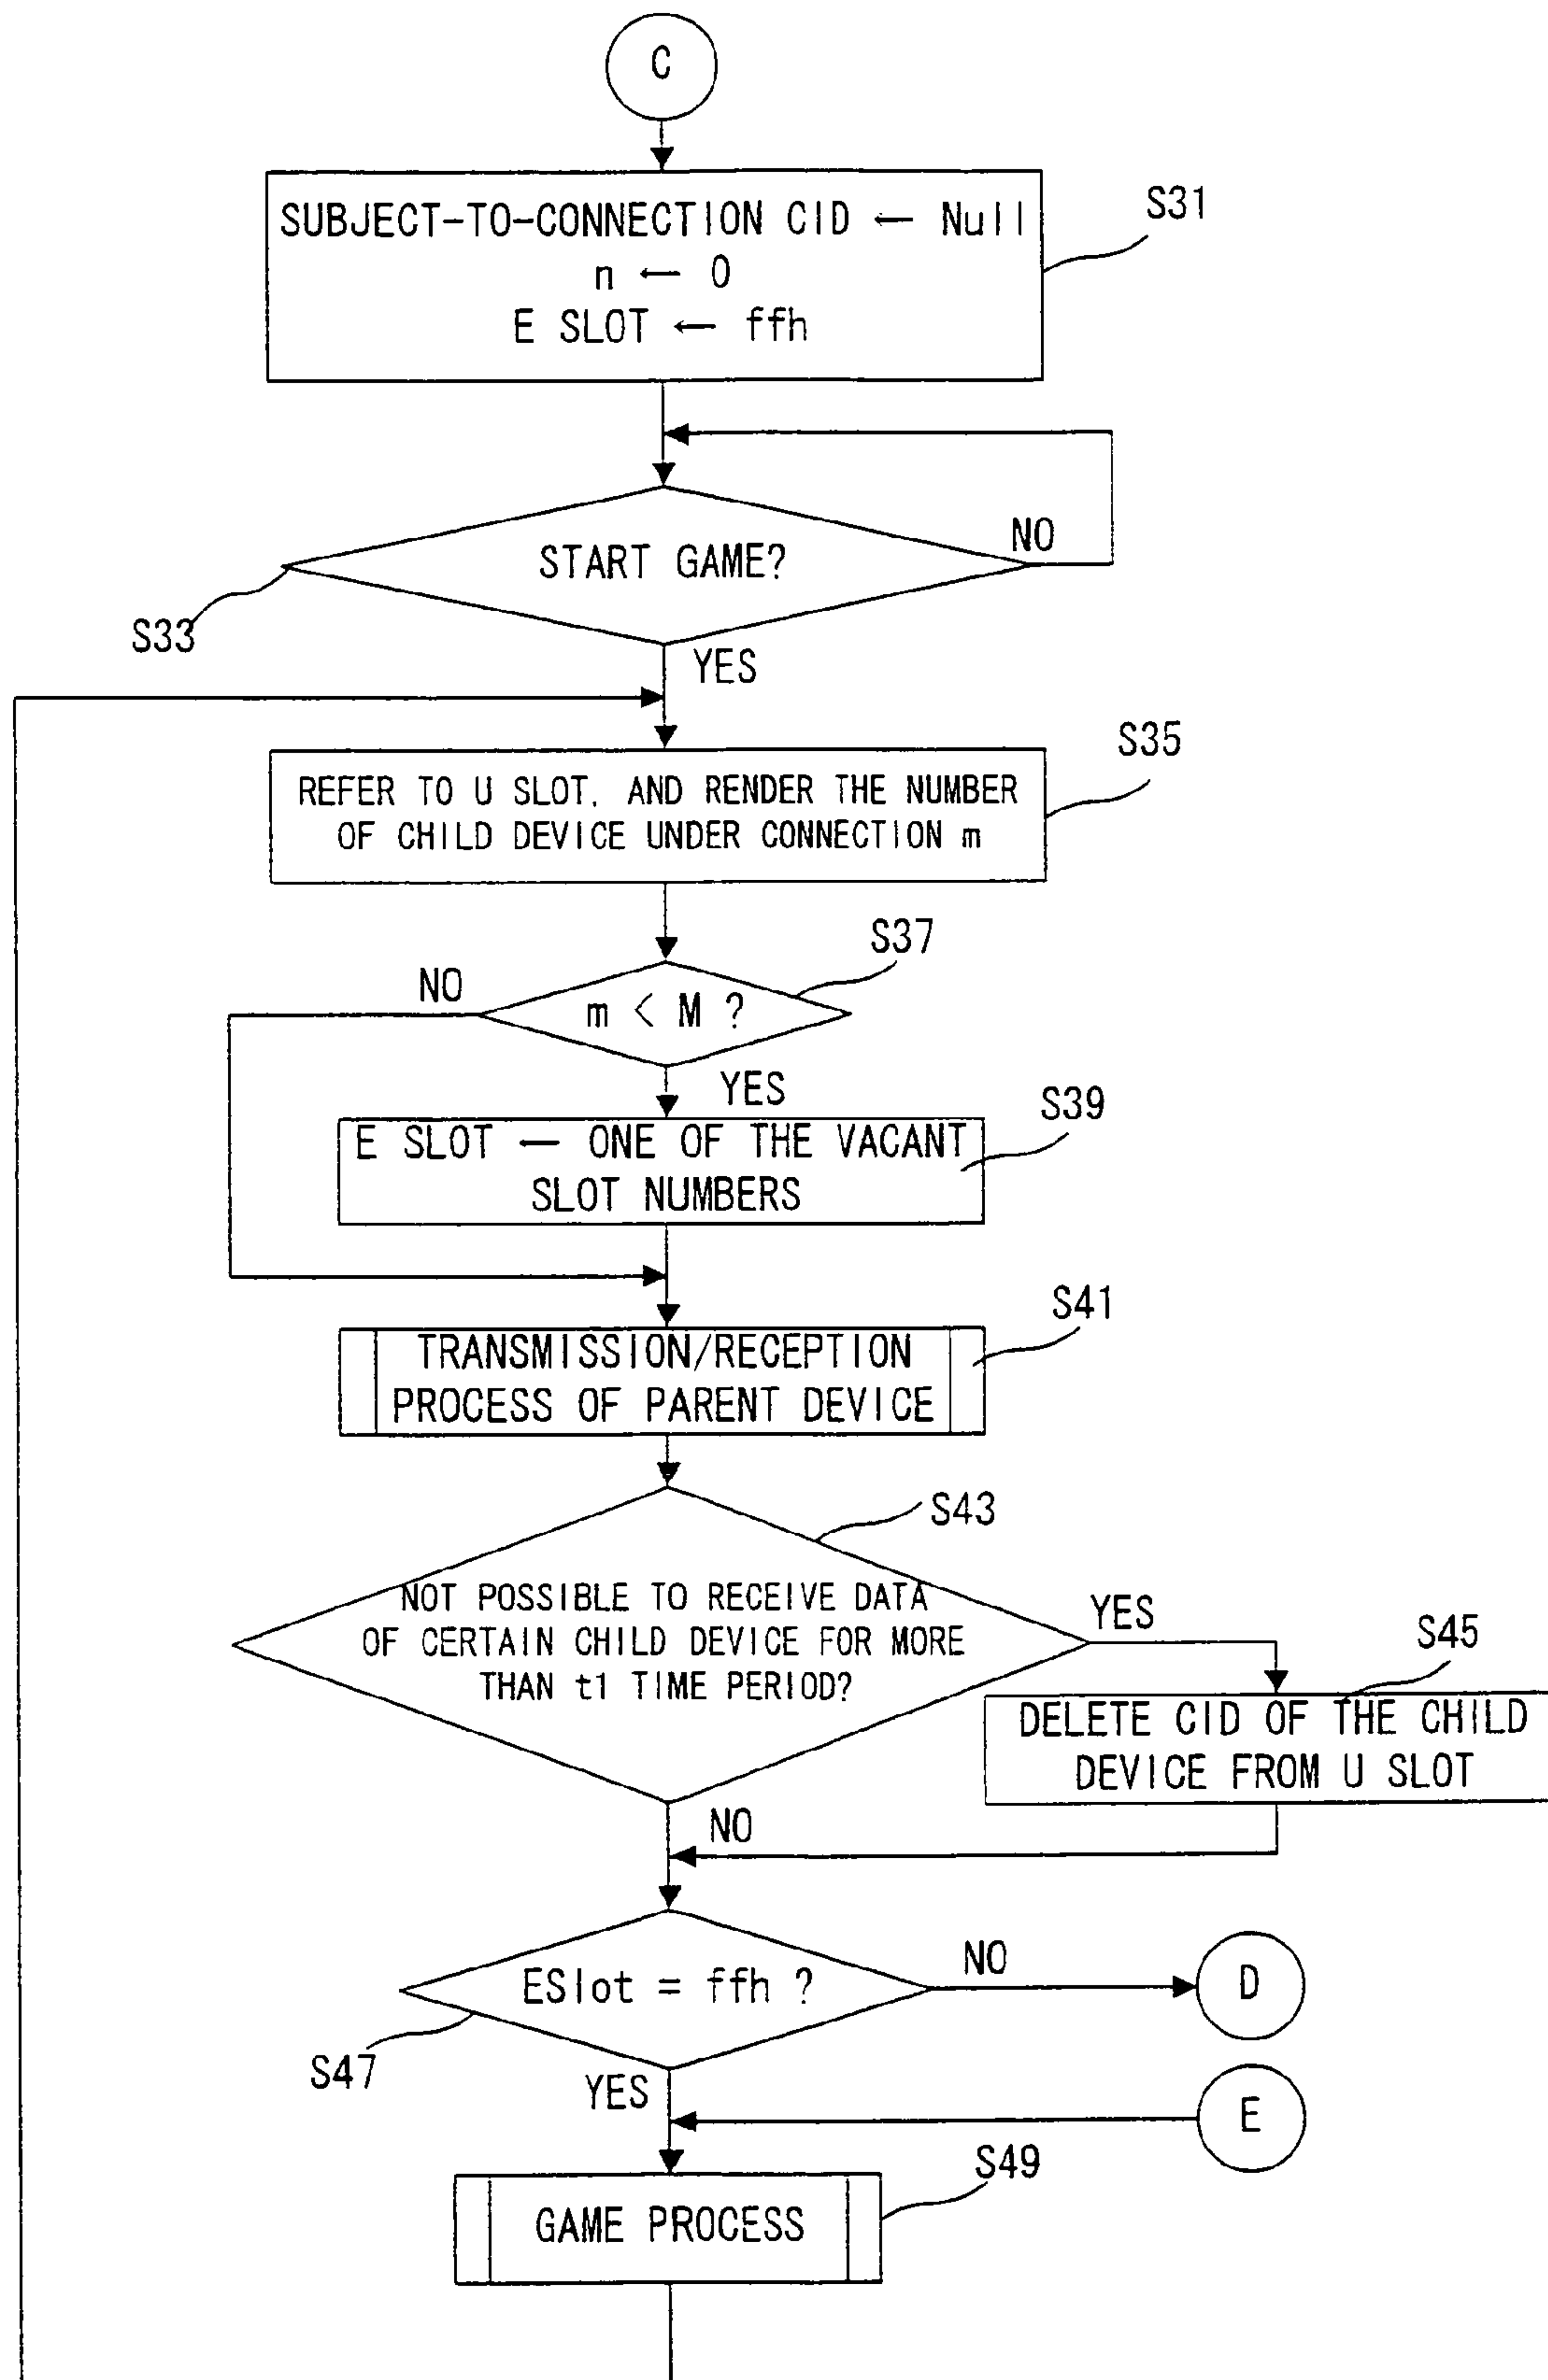 C
SUBJECT-TO-CONNECTION CID ← Null
n ← 0
E SLOT ← ffh
S31
START GAME?
NO
S33
YES
S35
REFER TO U SLOT, AND RENDER THE NUMBER
OF CHILD DEVICE UNDER CONNECTION m
S37
NO
m < M ?
YES
S39
E SLOT ← ONE OF THE VACANT
SLOT NUMBERS
S41
TRANSMISSION/RECEPTION
PROCESS OF PARENT DEVICE
S43
NOT POSSIBLE TO RECEIVE DATA
OF CERTAIN CHILD DEVICE FOR MORE
THAN t1 TIME PERIOD?
YES
S45
DELETE CID OF THE CHILD
DEVICE FROM U SLOT
NO
ESlot = ffh ?
NO
D
S47
YES
E
S49
GAME PROCESS